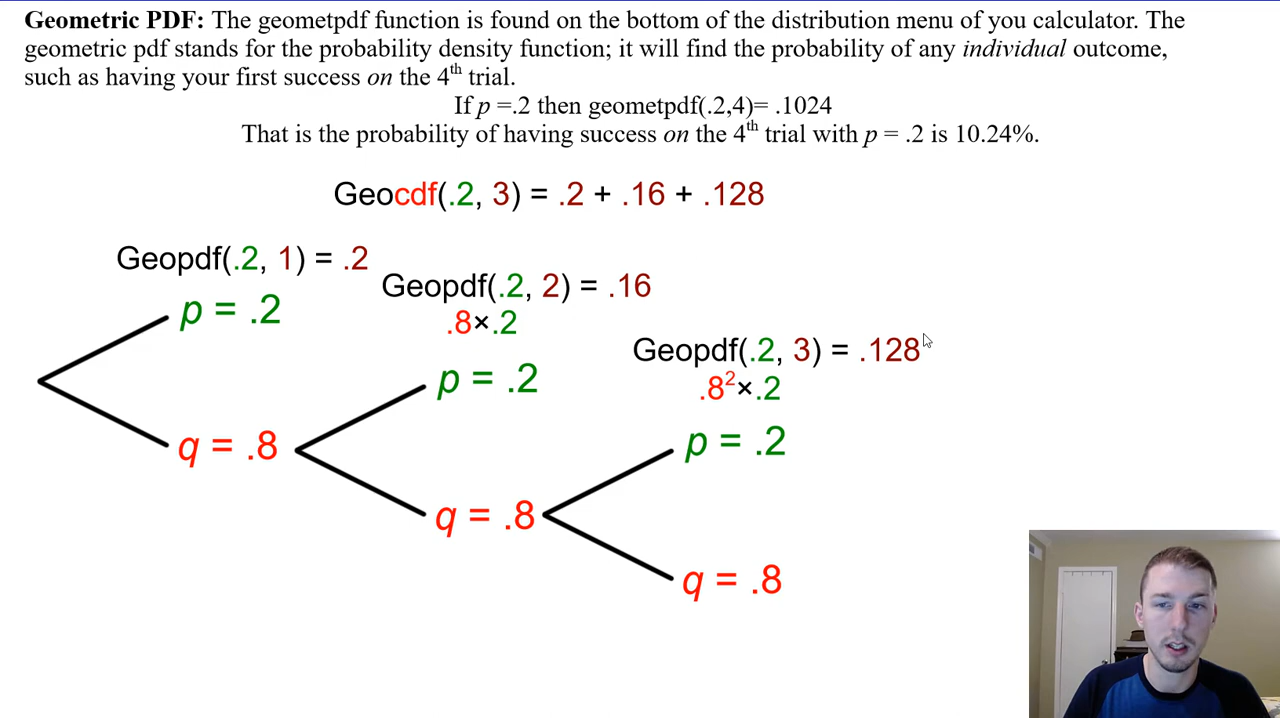 Geometric PDF: The geometpdf function is found on the bottom of the distribution menu of you calculator. The
geometric pdf stands for the probability density function; it will find the probability of any individual outcome,
such as having your first success on the 4th trial.
If p =.2 then geometpdf(.2,4)= .1024
That is the probability of having success on the 4th trial with p = .2 is 10.24%.
Geocdf(.2, 3) = .2 + .16 + .128
Geopdf(.2, 1) = .2
p = .2
Geopdf(.2, 2) = .16
.8×.2
p = .2
Geopdf(.2, 3) = .128
.8²×.2
p = .2
q = .8
q = .8
q = .8